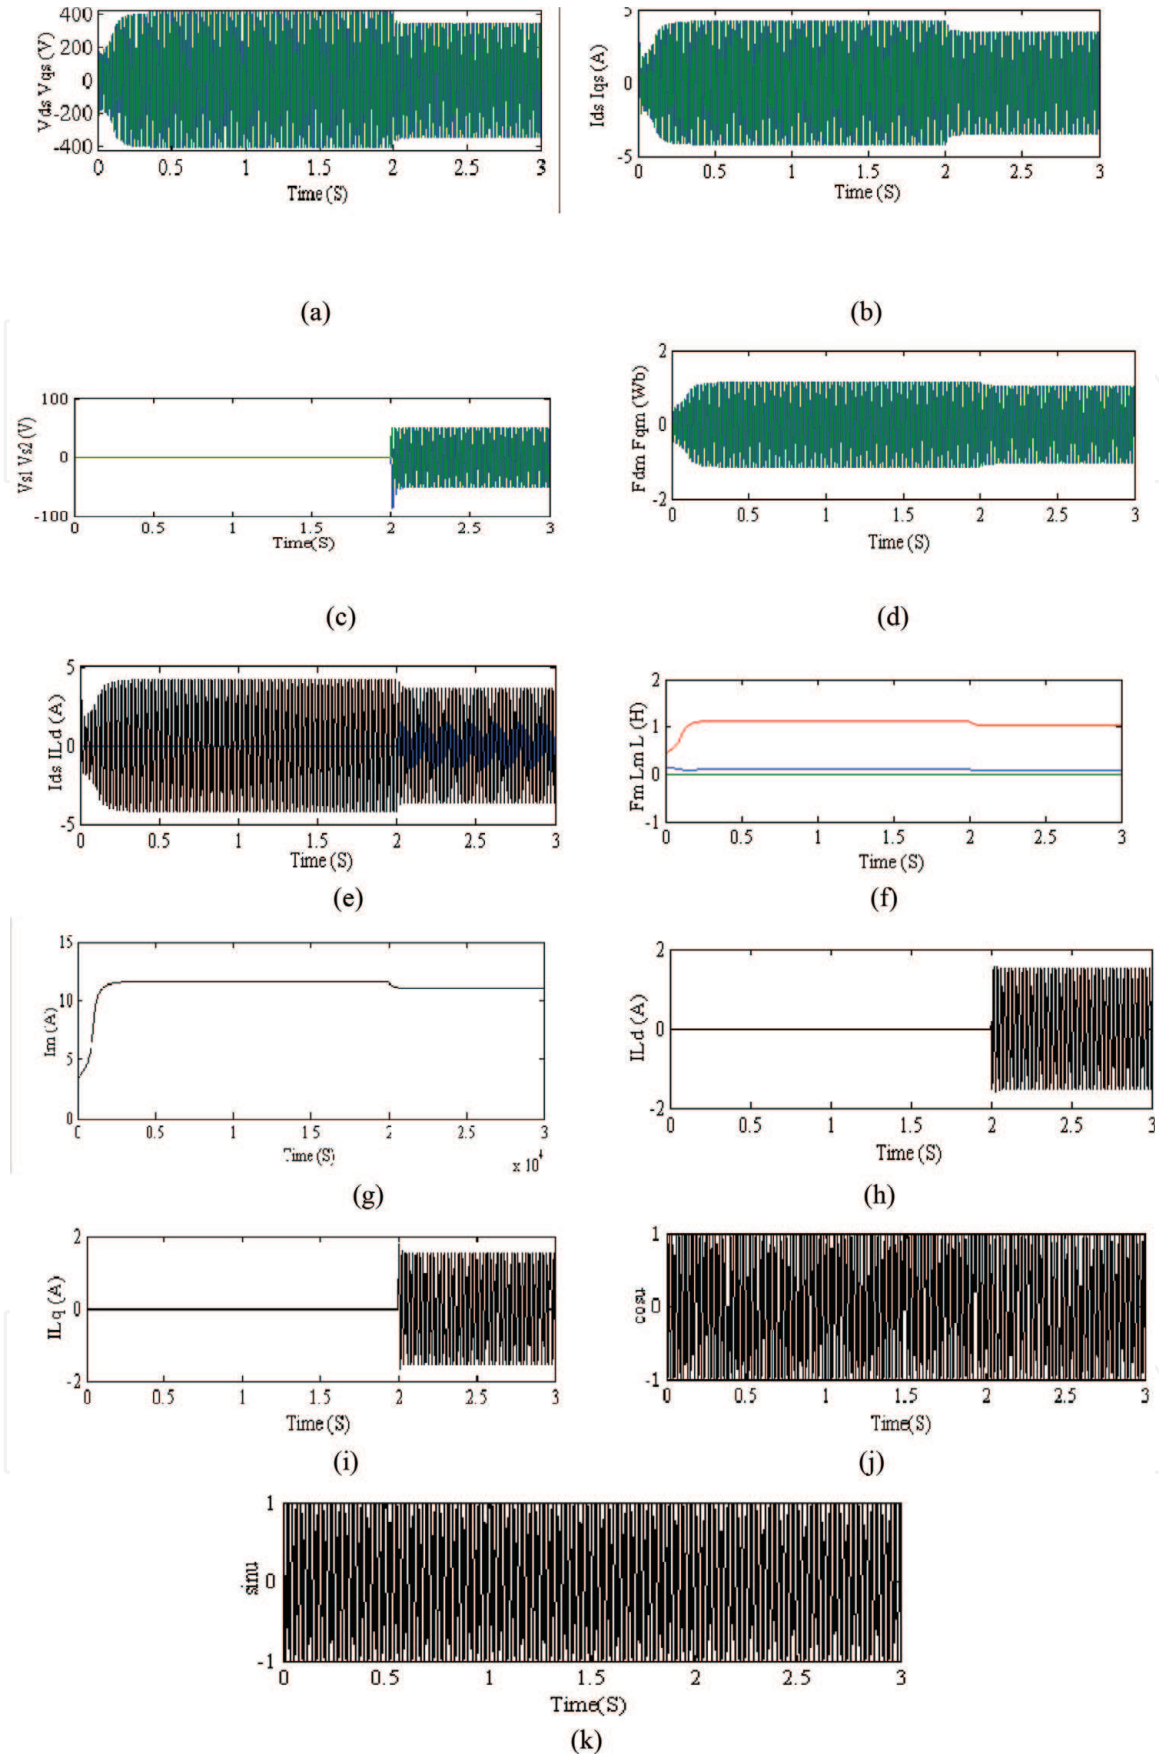 Vds Vqs (V)
400
200
0
-200
-400
0 0.5 1 1.5 2 2.5 3
Time (S)
(a)
Ids Iqs (A)
5
0
-5
0 0.5 1 1.5 2 2.5 3
Time (S)
(b)
Vs1 Vs2 (V)
100
0
-100
0 0.5 1 1.5 2 2.5 3
Time(S)
(c)
Fdm Fqm (Wb)
2
1
0
-1
-2
0 0.5 1 1.5 2 2.5 3
Time (S)
(d)
Ids ILd (A)
5
0
-5
0 0.5 1 1.5 2 2.5 3
Time (S)
(e)
Fm Lm L (H)
2
1
0
-1
0 0.5 1 1.5 2 2.5 3
Time (S)
(f)
Im (A)
15
10
5
0
0 0.5 1 1.5 2 2.5 3
Time (S)
x 10^4
(g)
ILd (A)
2
0
-2
0 0.5 1 1.5 2 2.5 3
Time (S)
(h)
ILq (A)
2
0
-2
0 0.5 1 1.5 2 2.5 3
Time (S)
(i)
cosu
1
0
-1
0 0.5 1 1.5 2 2.5 3
Time(S)
(j)
sinu
1
0
-1
0 0.5 1 1.5 2 2.5 3
Time(S)
(k)